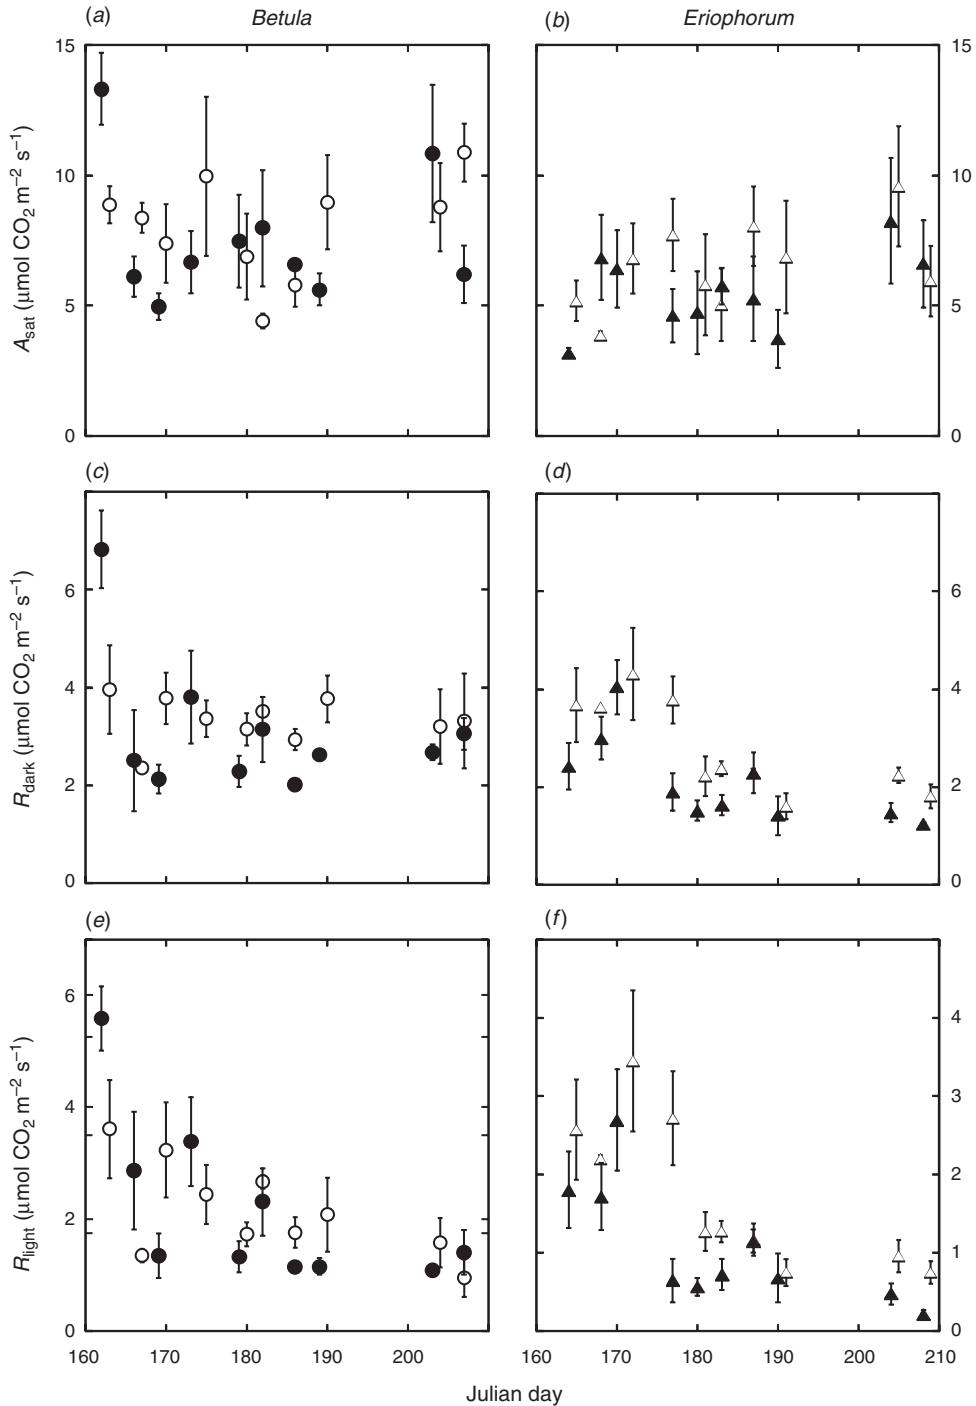 (a) Betula (b) Eriophorum
15 15
10 10
5 5
0 0
A_sat (μmol CO₂ m⁻² s⁻¹)
(c) (d)
6 6
4 4
2 2
0 0
R_dark (μmol CO₂ m⁻² s⁻¹)
(e) (f)
6 4
4 3
2 2
0 1
0
R_light (μmol CO₂ m⁻² s⁻¹)
160 170 180 190 200 160 170 180 190 200 210
Julian day